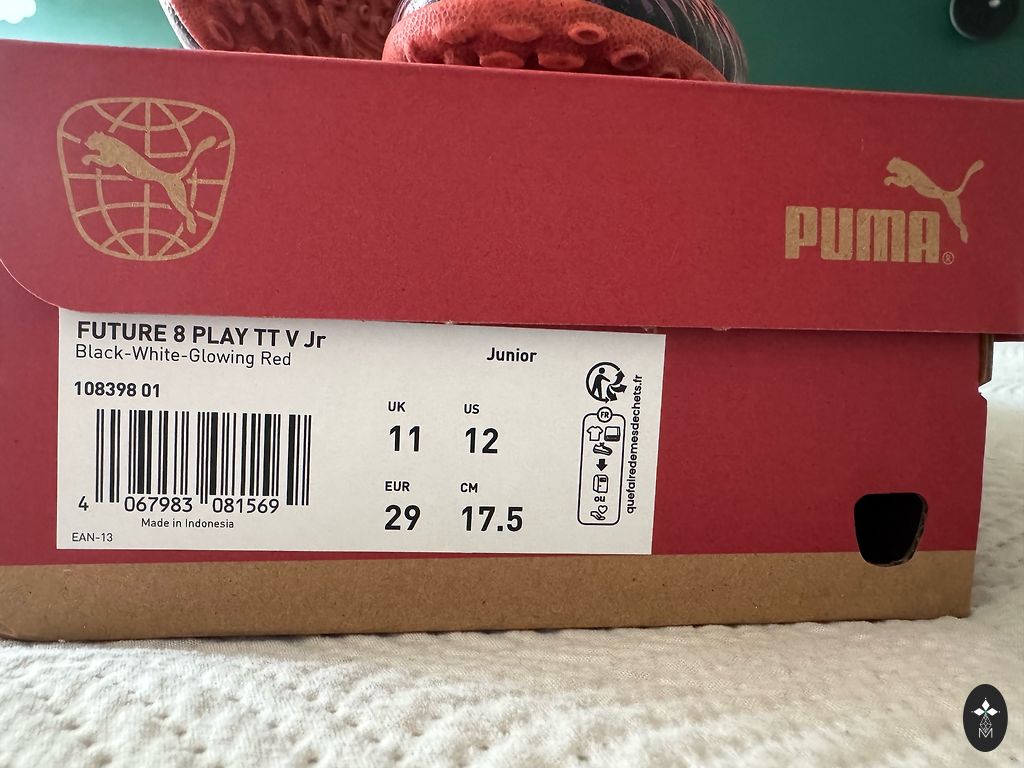 PUMA®
FUTURE 8 PLAY TT V Jr
Black-White-Glowing Red
Junior
108398 01
UK
US
11
12
EUR
CM
29
17.5
4 067983 081569
Made in Indonesia
EAN-13
FR
OU
quefairedemesdechets.fr
M